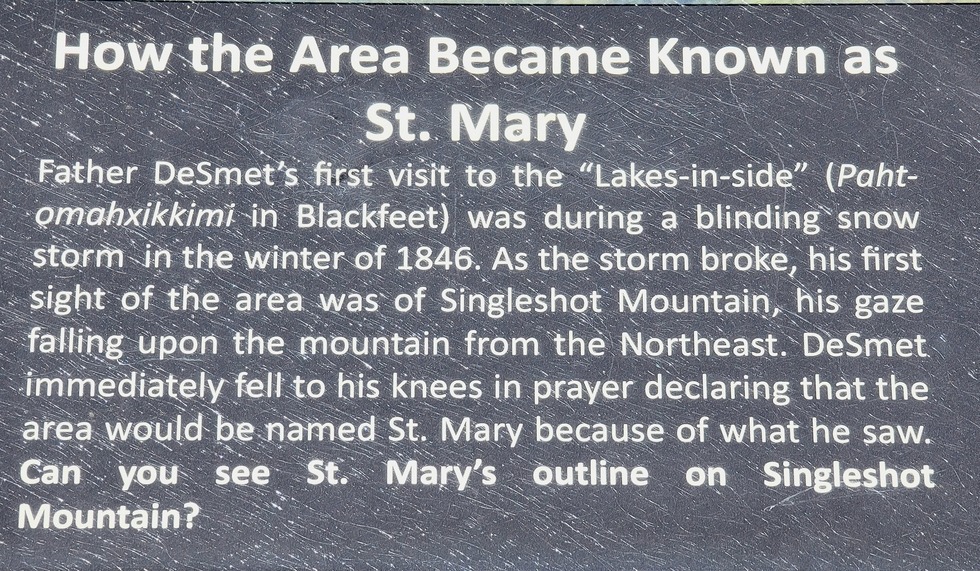 How the Area Became Known as
St. Mary
Father DeSmet’s first visit to the “Lakes-in-side” (Paht-
omahxikkimi in Blackfeet) was during a blinding snow
storm in the winter of 1846. As the storm broke, his first
sight of the area was of Singleshot Mountain, his gaze
falling upon the mountain from the Northeast. DeSmet
immediately fell to his knees in prayer declaring that the
area would be named St. Mary because of what he saw.
Can you see St. Mary’s outline on Singleshot
Mountain?